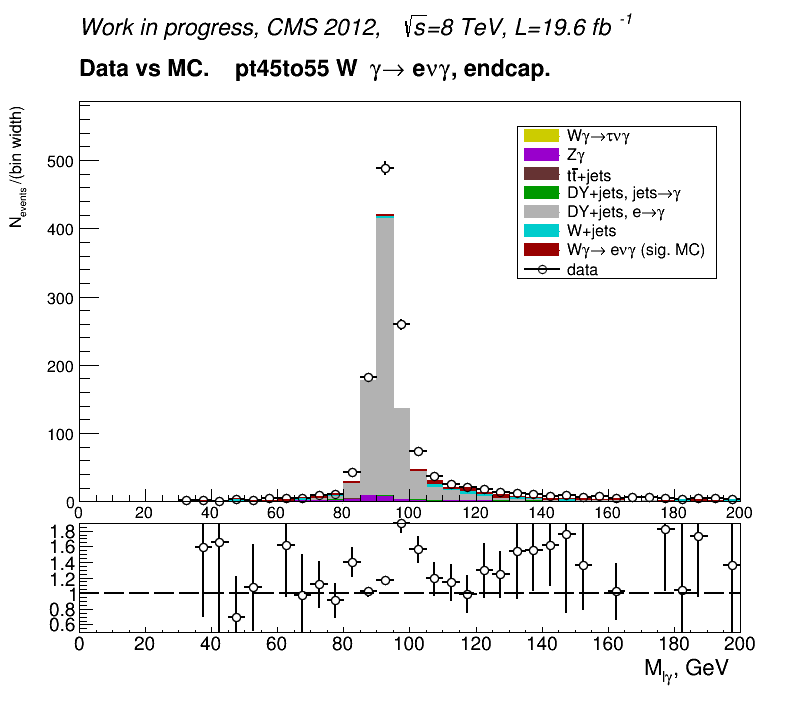 Work in progress, CMS 2012, √s=8 TeV, L=19.6 fb -1
Data vs MC. pt45to55 W γ→ eνγ, endcap.
N events /(bin width)
500
400
300
200
100
0
Wγ→τνγ
Zγ
tt̄+jets
DY+jets, jets→γ
DY+jets, e→γ
W+jets
Wγ→ eνγ (sig. MC)
data
0 20 40 60 80 100 120 140 160 180 200
1.8
1.6
1.4
1.2
1
0.8
0.6
0 20 40 60 80 100 120 140 160 180 200
M lγ, GeV